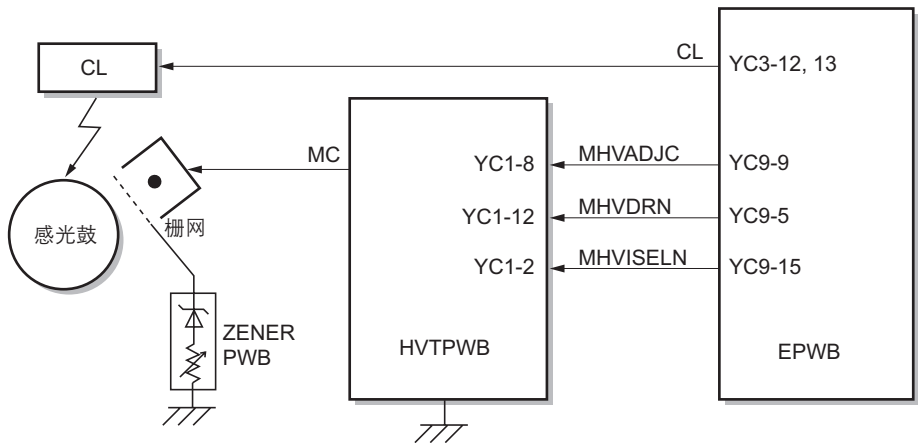 CL
CL
YC3-12, 13
MC
YC1-8
MHVADJC
YC9-9
YC1-12
MHVDRN
YC9-5
YC1-2
MHVISELN
YC9-15
感光鼓
栅网
ZENER
PWB
HVTPWB
EPWB